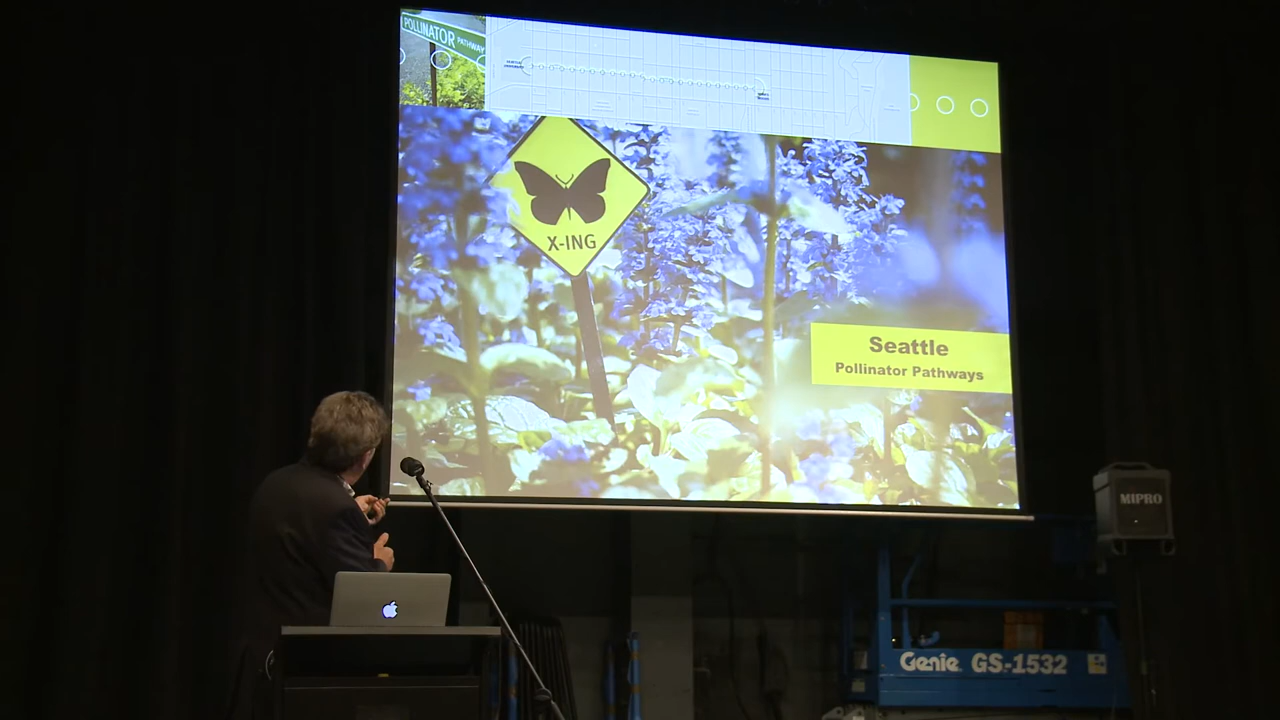 POLLINATOR PATHWAY
X-ING
Seattle
Pollinator Pathways
MIPRO
Genie GS-1532